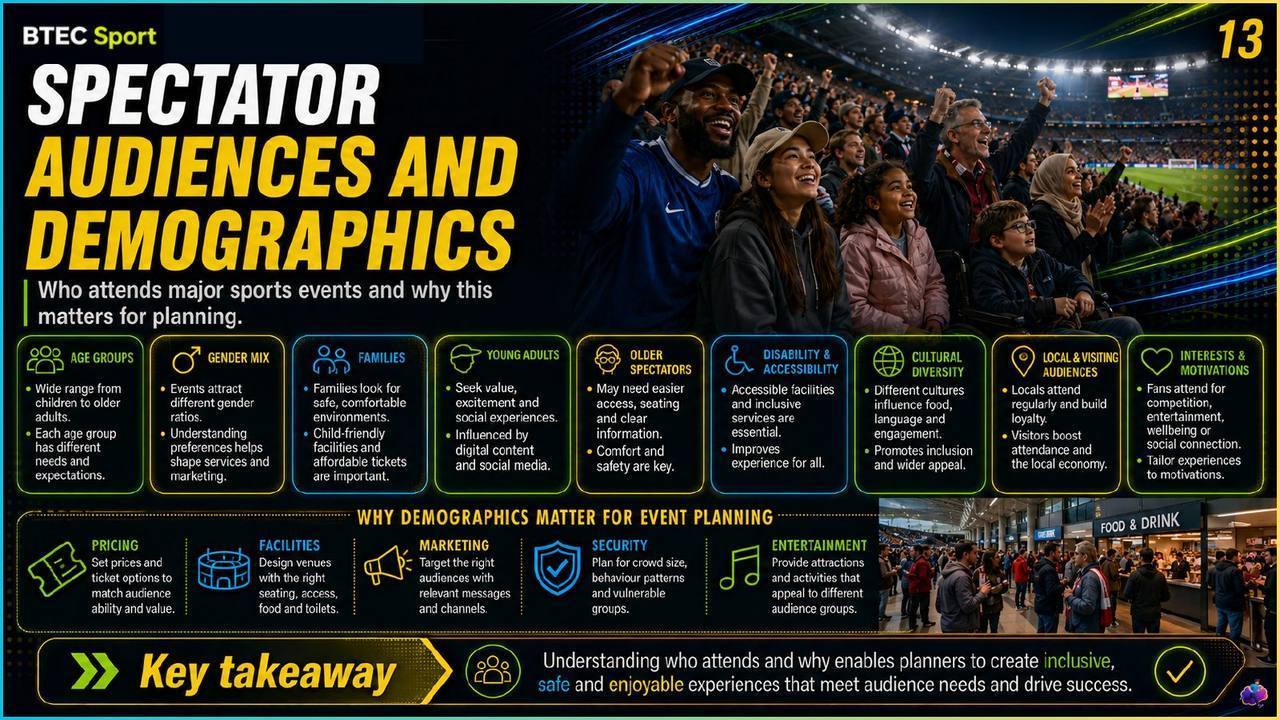 BTEC Sport
13
SPECTATOR
AUDIENCES AND
DEMOGRAPHICS
Who attends major sports events and why this
matters for planning.
AGE GROUPS
• Wide range from
children to older
adults.
• Each age group
has different
needs and
expectations.
GENDER MIX
• Events attract
different gender
ratios.
• Understanding
preferences helps
shape services and
marketing.
FAMILIES
• Families look for
safe, comfortable
environments.
• Child-friendly
facilities and
affordable tickets
are important.
YOUNG ADULTS
• Seek value,
excitement and
social experiences.
• Influenced by
digital content
and social media.
OLDER
SPECTATORS
• May need easier
access, seating
and clear
information.
• Comfort and
safety are key.
DISABILITY &
ACCESSIBILITY
• Accessible facilities
and inclusive
services are
essential.
• Improves
experience for all.
CULTURAL
DIVERSITY
• Different cultures
influence food,
language and
engagement.
• Promotes inclusion
and wider appeal.
LOCAL & VISITING
AUDIENCES
• Locals attend
regularly and build
loyalty.
• Visitors boost
attendance and
the local economy.
INTERESTS &
MOTIVATIONS
• Fans attend for
competition,
entertainment,
wellbeing or
social connection.
• Tailor experiences
to motivations.
WHY DEMOGRAPHICS MATTER FOR EVENT PLANNING
PRICING
Set prices and
ticket options to
match audience
ability and value.
FACILITIES
Design venues
with the right
seating, access,
food and toilets.
MARKETING
Target the right
audiences with
relevant messages
and channels.
SECURITY
Plan for crowd size,
behaviour patterns
and vulnerable
groups.
ENTERTAINMENT
Provide attractions
and activities that
appeal to different
audience groups.
FOOD & DRINK
Key takeaway
Understanding who attends and why enables planners to create inclusive,
safe and enjoyable experiences that meet audience needs and drive success.